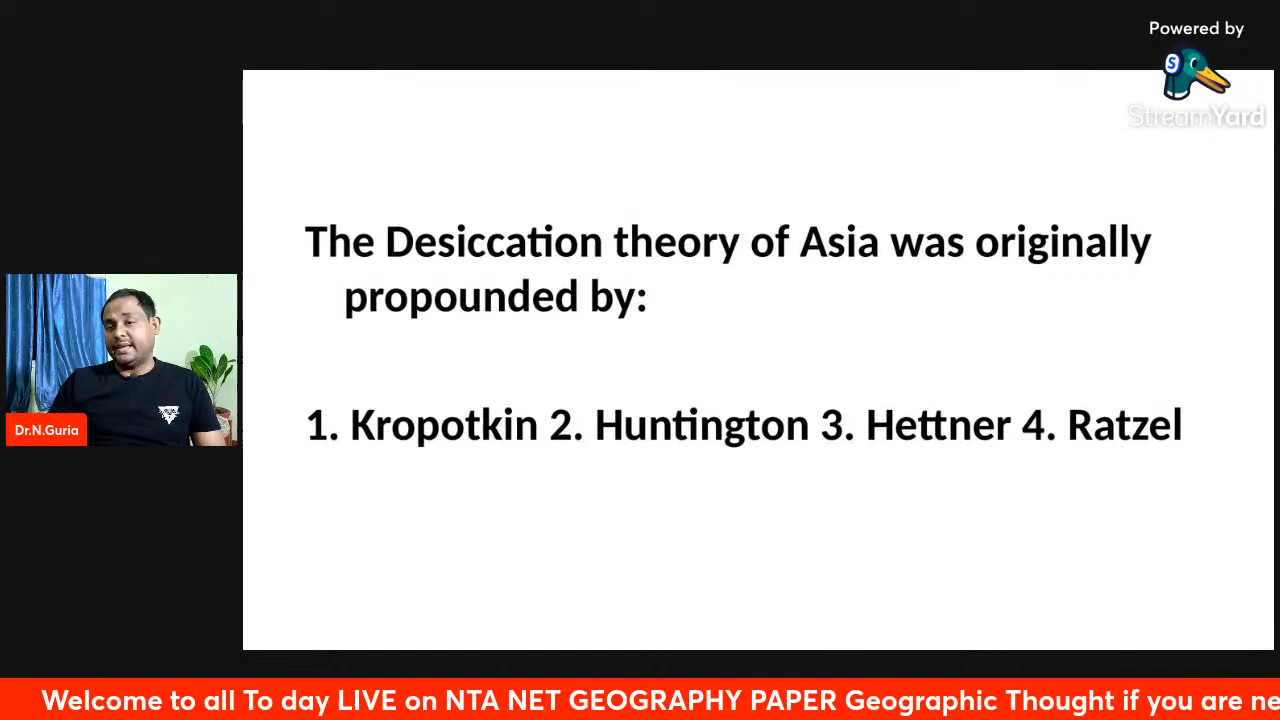 Powered by
S
StreamYard
The Desiccation theory of Asia was originally
propounded by:
1. Kropotkin 2. Huntington 3. Hettner 4. Ratzel
Dr.N.Guria
Welcome to all To day LIVE on NTA NET GEOGRAPHY PAPER Geographic Thought if you are ne